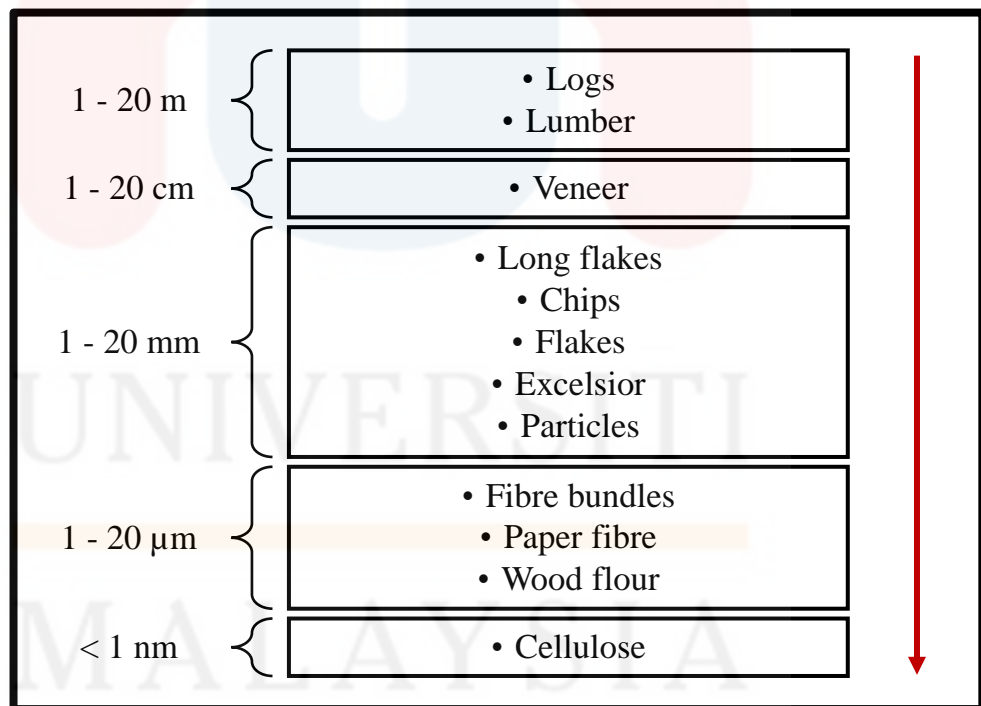 1 - 20 m
• Logs
• Lumber
1 - 20 cm
• Veneer
1 - 20 mm
• Long flakes
• Chips
• Flakes
• Excelsior
• Particles
UNIVERSITI
1 - 20 µm
• Fibre bundles
• Paper fibre
• Wood flour
MALAYSIA
< 1 nm
• Cellulose